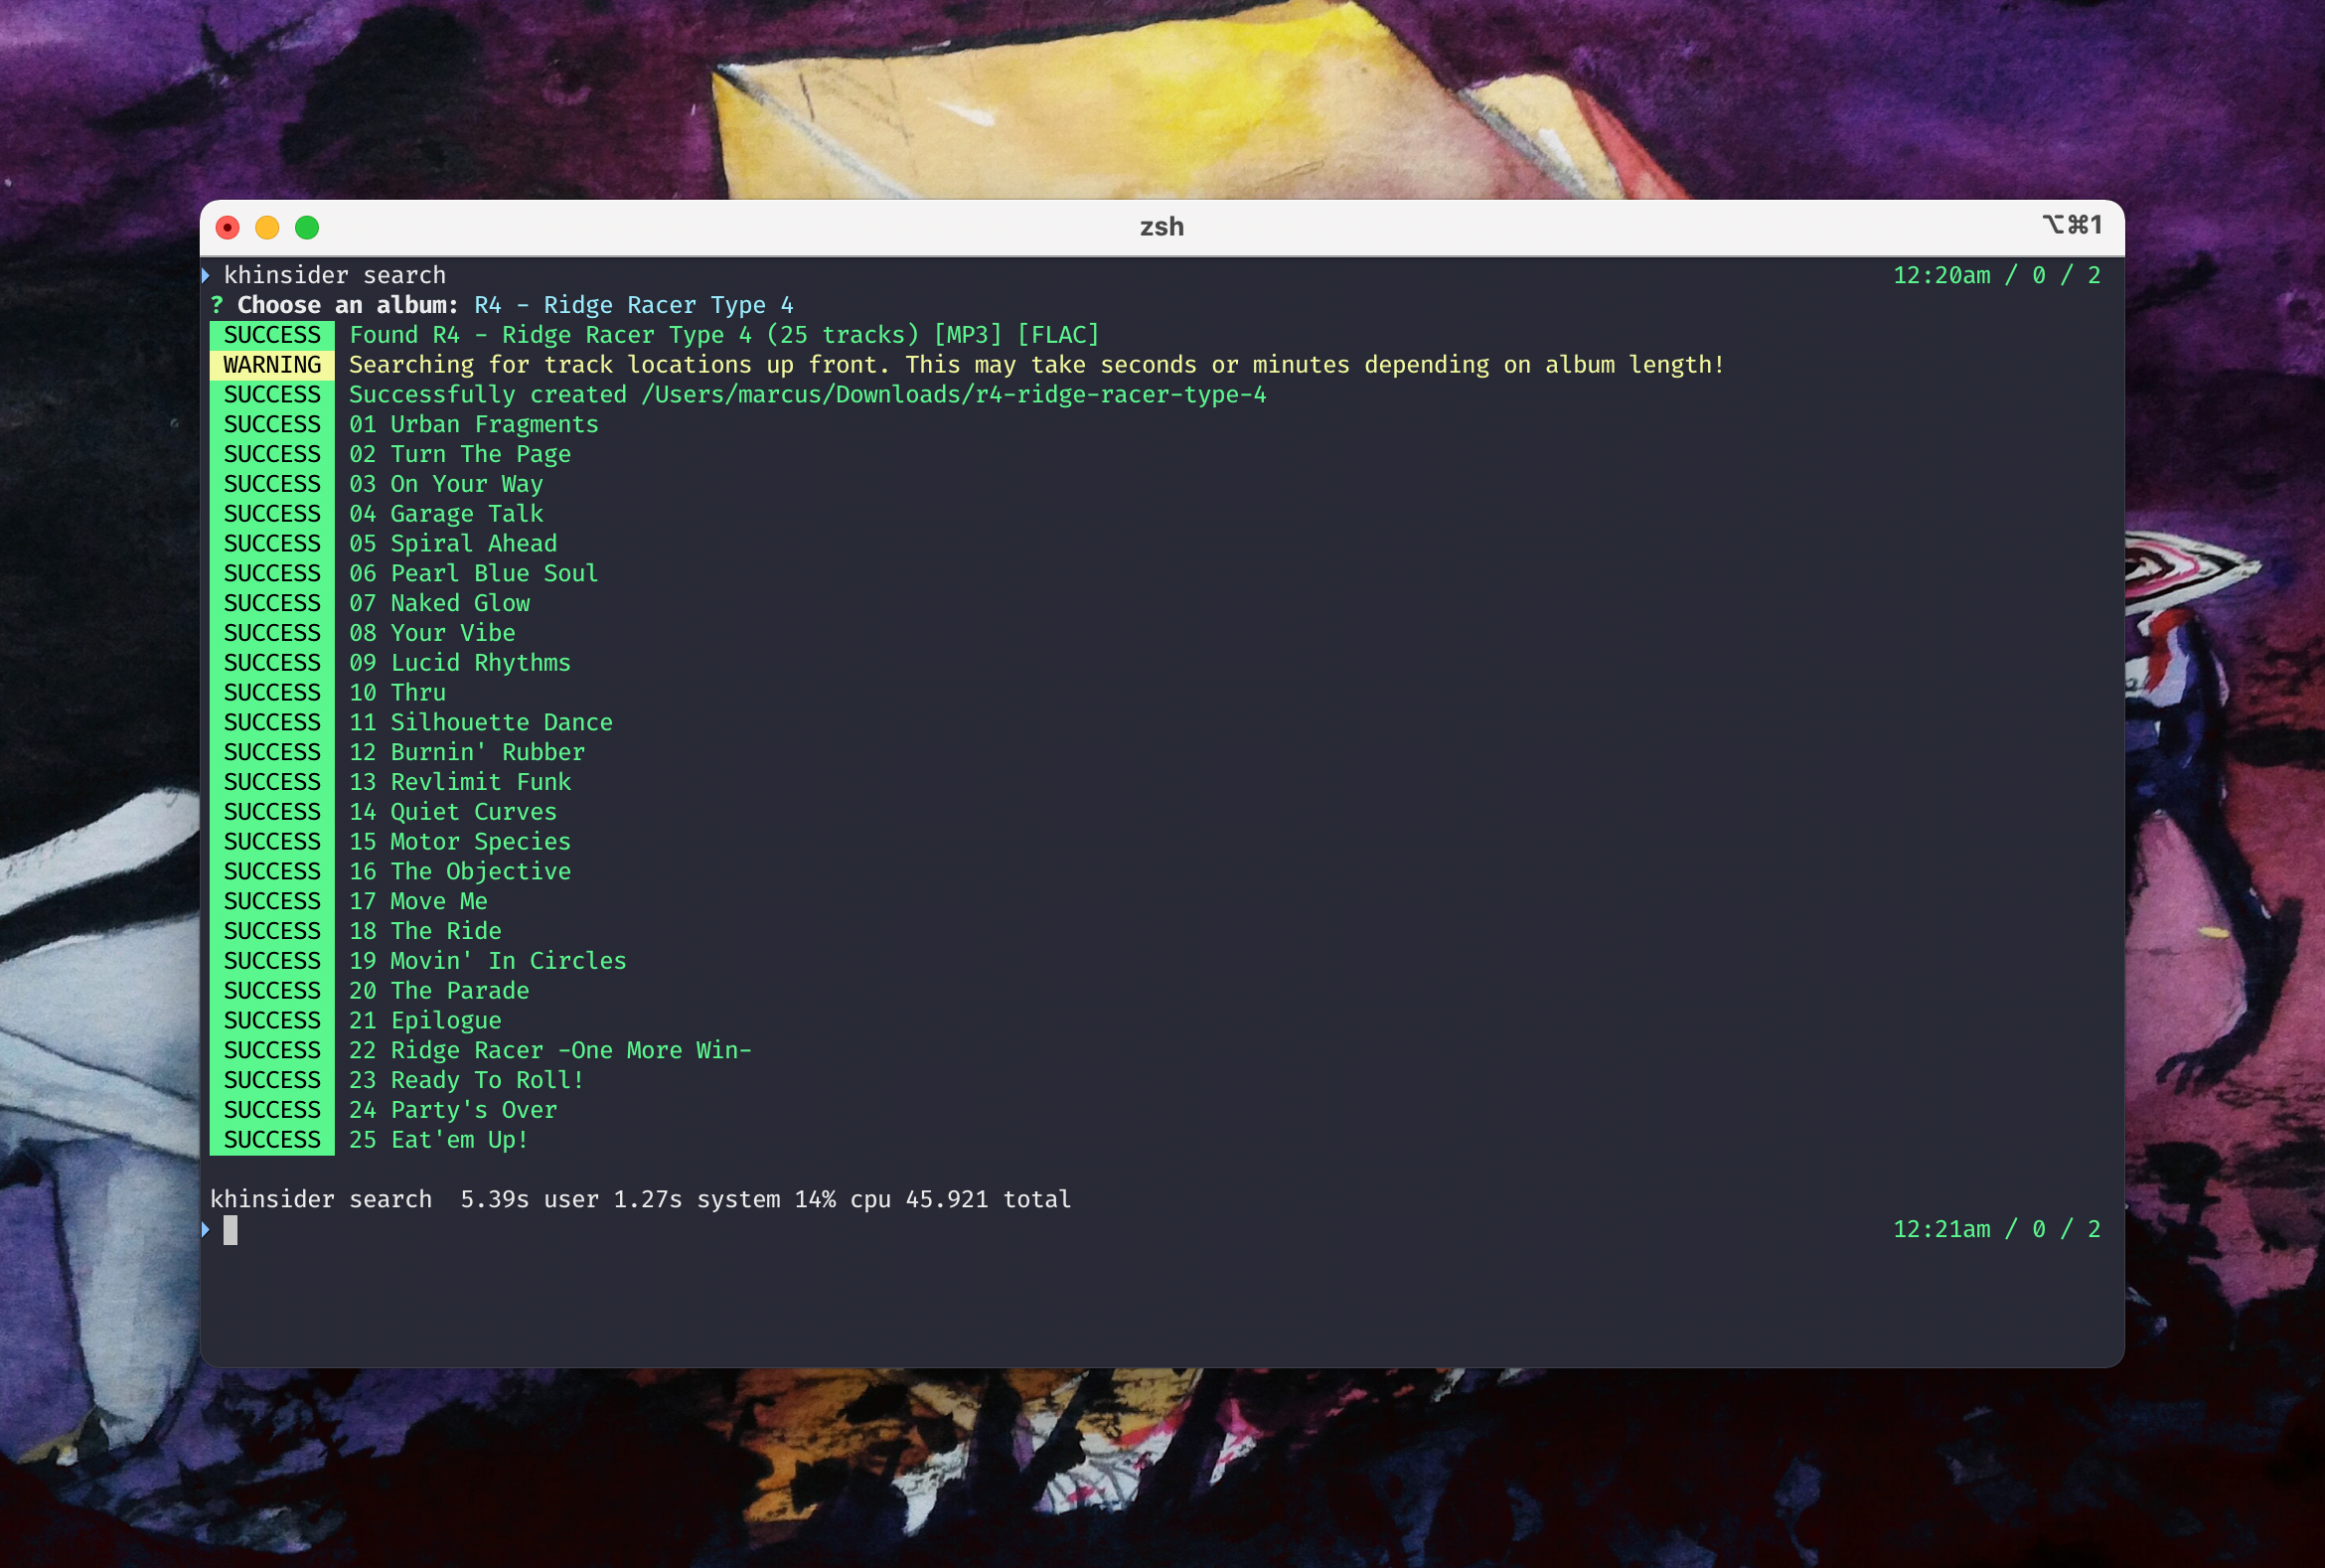 zsh
⌥⌘1
khinsider search 12:20am / 0 / 2
? Choose an album: R4 - Ridge Racer Type 4
SUCCESS Found R4 - Ridge Racer Type 4 (25 tracks) [MP3] [FLAC]
WARNING Searching for track locations up front. This may take seconds or minutes depending on album length!
SUCCESS Successfully created /Users/marcus/Downloads/r4-ridge-racer-type-4
SUCCESS 01 Urban Fragments
SUCCESS 02 Turn The Page
SUCCESS 03 On Your Way
SUCCESS 04 Garage Talk
SUCCESS 05 Spiral Ahead
SUCCESS 06 Pearl Blue Soul
SUCCESS 07 Naked Glow
SUCCESS 08 Your Vibe
SUCCESS 09 Lucid Rhythms
SUCCESS 10 Thru
SUCCESS 11 Silhouette Dance
SUCCESS 12 Burnin' Rubber
SUCCESS 13 Revlimit Funk
SUCCESS 14 Quiet Curves
SUCCESS 15 Motor Species
SUCCESS 16 The Objective
SUCCESS 17 Move Me
SUCCESS 18 The Ride
SUCCESS 19 Movin' In Circles
SUCCESS 20 The Parade
SUCCESS 21 Epilogue
SUCCESS 22 Ridge Racer -One More Win-
SUCCESS 23 Ready To Roll!
SUCCESS 24 Party's Over
SUCCESS 25 Eat'em Up!
khinsider search  5.39s user 1.27s system 14% cpu 45.921 total
12:21am / 0 / 2